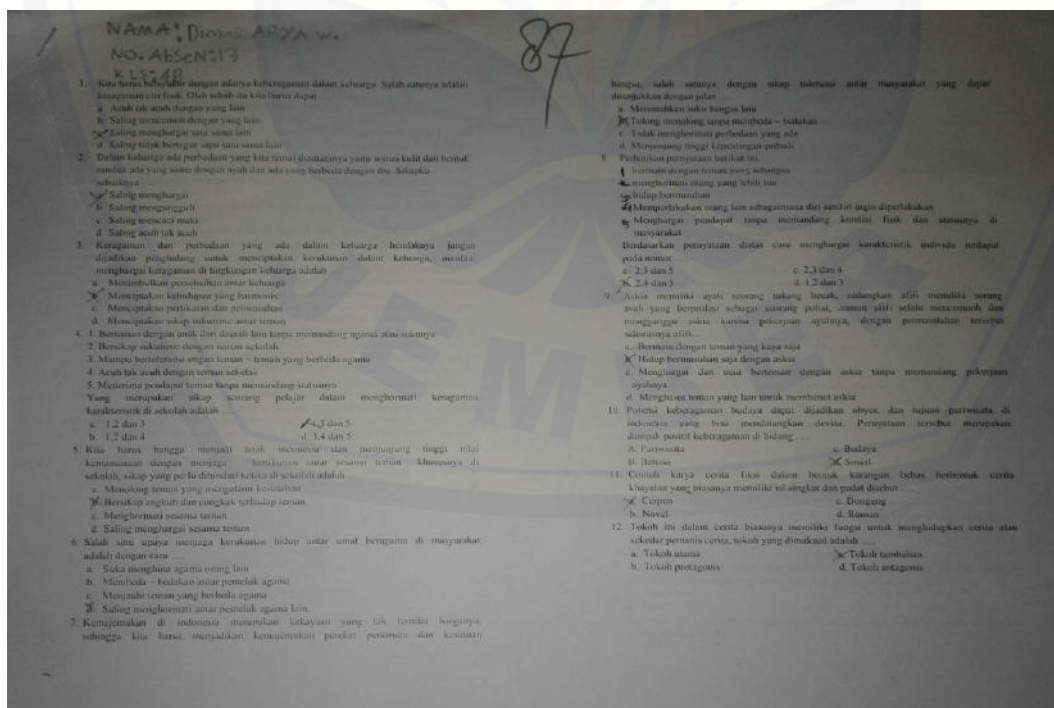 NAMA: Dimas ARYA W.
NO. AbSeN: 13
KLS: 4B
87
1. Kita harus bersyukur dengan adanya keberagaman dalam keluarga. Salah satunya adalah
keragaman ciri fisik. Oleh sebab itu kita harus dapat ....
a. Acuh tak acuh dengan yang lain
b. Saling mencemooh dengan yang lain
c. Saling menghargai satu sama lain
d. Saling tidak bertegur sapa satu sama lain
2. Dalam keluarga ada perbedaan yang kita temui diantaranya yaitu warna kulit dan bentuk
rambut ada yang sama dengan ayah dan ada yang berbeda dengan ibu. Sikapku
sebaiknya ....
a. Saling menghargai
b. Saling mengungguli
c. Saling mencaci maki
d. Saling acuh tak acuh
3. Keragaman dan perbedaan yang ada dalam keluarga hendaknya jangan
dijadikan penghalang untuk menciptakan kerukunan dalam keluarga, manfaat
menghargai keragaman di lingkungan keluarga adalah ....
a. Menimbulkan perselisihan antar keluarga
b. Menciptakan kehidupan yang harmonis
c. Menciptakan pertikaian dan permusuhan
d. Menciptakan sikap sukuisme antar teman
4. 1. Berteman dengan anak dari daerah lain tanpa memandang agama atau sukunya
2. Bersikap sukuisme dengan teman sekolah
3. Mampu bertoleransi engan teman – teman yang berbeda agama
4. Acuh tak acuh dengan teman sekelas
5. Menerima pendapat teman tanpa memandang statusnya
Yang merupakan sikap seorang pelajar dalam menghormati keragaman
karakteristik di sekolah adalah ....
a. 1,2 dan 3
c. 1,3 dan 5
b. 1,2 dan 4
d. 3,4 dan 5
5. Kita harus bangga menjadi anak indonesia dan menjunjung tinggi nilai
kemanusiaan dengan menjaga kerukunan antar sesama teman khususnya di
sekolah, sikap yang perlu dihindari ketika di sekolah adalah ....
a. Menolong teman yang mengalami kesusahan
b. Bersikap angkuh dan congkak terhadap teman
c. Menghormati sesama teman
d. Saling menghargai sesama teman
6. Salah satu upaya menjaga kerukunan hidup antar umat beragama di masyarakat
adalah dengan cara ....
a. Suka menghina agama orang lain
b. Membeda – bedakan antar pemeluk agama
c. Menjauhi teman yang berbeda agama
d. Saling menghormati antar pemeluk agama lain.
7. Kemajemukan di indonesia merupakan kekayaan yang tak ternilai harganya,
sehingga kita harus menjadikan kemajemukan perekat persatuan dan kesatuan
bangsa, salah satunya dengan sikap toleransi antar masyarakat yang dapat
ditunjukkan dengan jalan ....
a. Meremehkan suku bangsa lain
b. Tolong menolong tanpa membeda – bedakan
c. Tidak menghormati perbedaan yang ada
d. Menjunjung tinggi kepentingan pribadi
8. Perhatikan pernyataan berikut ini.
1 bermain dengan teman yang sebangsa
2 menghormati orang yang lebih tua
3 hidup bermusuhan
4 Memperlakukan orang lain sebagaimana diri sendiri ingin diperlakukan
5 Menghargai pendapat tanpa memandang kondisi fisik dan statusnya di
masyarakat
Berdasarkan pernyataan diatas cara menghargai karakteristik individu terdapat
pada nomor ....
a. 2,3 dan 5
c. 2,3 dan 4
b. 2,4 dan 5
d. 1,2 dan 3
9. Askia memiliki ayah seorang tukang becak, sedangkan afifi memiliki seorang
ayah yang berprofesi sebagai seorang polisi, namun afifi selalu mencemooh dan
mengganggu askia karena pekerjaan ayahnya, dengan permasalahan tersebut
seharusnya afifi....
a. Bermain dengan teman yang kaya saja
b. Hidup bermusuhan saja dengan askia
c. Menghargai dan mau berteman dengan askia tanpa memandang pekerjaan
ayahnya.
d. Menghasut teman yang lain untuk membenci askia
10. Potensi keberagaman budaya dapat dijadikan obyek dan tujuan pariwisata di
indonesia yang bisa mendatangkan devisa. Pernyataan tersebut merupakan
dampak positif keberagaman di bidang ....
A. Pariwisata
c. Budaya
B. Bahasa
d. Sosial
11. Contoh karya cerita fiksi dalam bentuk karangan bebas berbentuk cerita
khayalan yang biasanya memiliki isi singkat dan padat disebut ....
a. Cerpen
c. Dongeng
b. Novel
d. Roman
12. Tokoh ini dalam cerita biasanya memiliki fungsi untuk menghidupkan cerita atau
sekedar pemanis cerita, tokoh yang dimaksud adalah ....
a. Tokoh utama
c. Tokoh tambahan
b. Tokoh protagonis
d. Tokoh antagonis